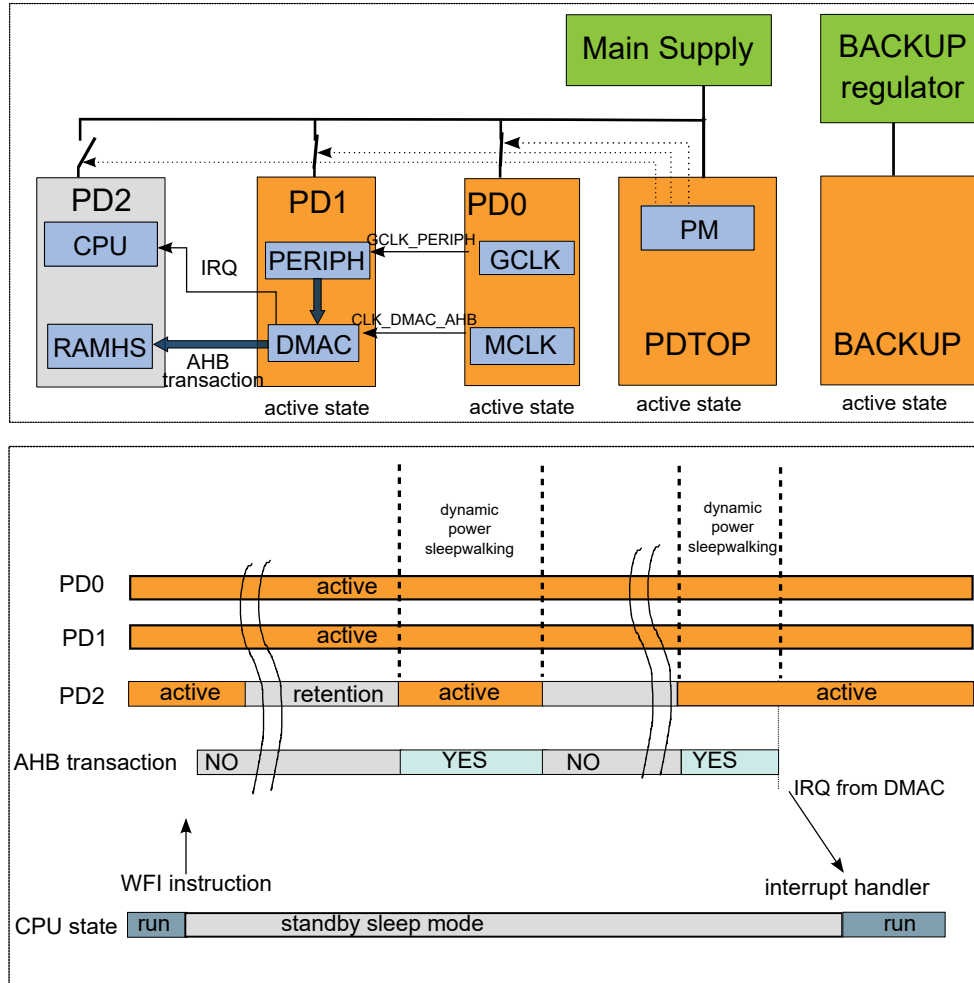 Main Supply
BACKUP
regulator
PD2
CPU
RAMHS
IRQ
AHB
transaction
PD1
PERIPH
DMAC
active state
GCLK_PERIPH
CLK_DMAC_AHB
PD0
GCLK
MCLK
active state
PM
PDTOP
active state
BACKUP
active state
dynamic
power
sleepwalking
dynamic
power
sleepwalking
PD0
active
PD1
active
PD2
active
retention
active
active
AHB transaction
NO
YES
NO
YES
IRQ from DMAC
WFI instruction
interrupt handler
CPU state
run
standby sleep mode
run